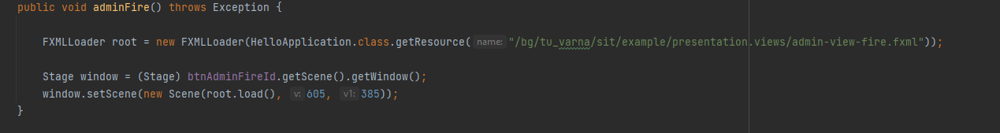 public void adminFire() throws Exception {
FXMLLoader root = new FXMLLoader(HelloApplication.class.getResource( name: "/bg/tu_varna/sit/example/presentation.views/admin-view-fire.fxml"));
Stage window = (Stage) btnAdminFireId.getScene().getWindow();
window.setScene(new Scene(root.load(), v: 605, v1: 385));
}